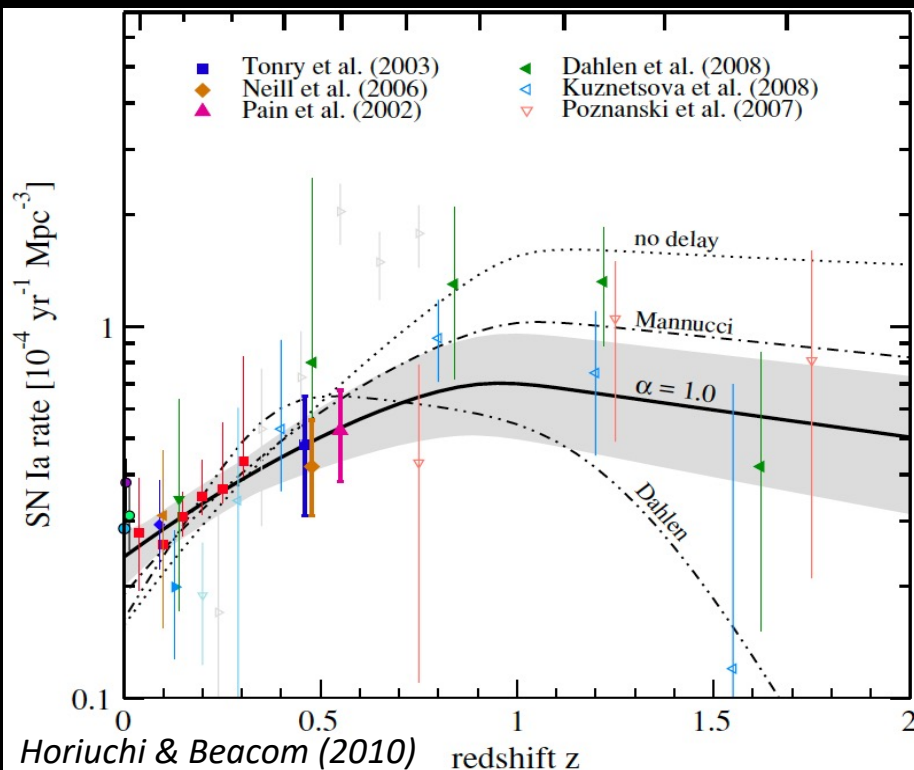 Tonry et al. (2003)
Neill et al. (2006)
Pain et al. (2002)
Dahlen et al. (2008)
Kuznetsova et al. (2008)
Poznanski et al. (2007)
SN Ia rate [10⁻⁴ yr⁻¹ Mpc⁻³]
no delay
Mannucci
α = 1.0
Dahlen
1
0.1
0
0.5
1
1.5
2
redshift z
Horiuchi & Beacom (2010)